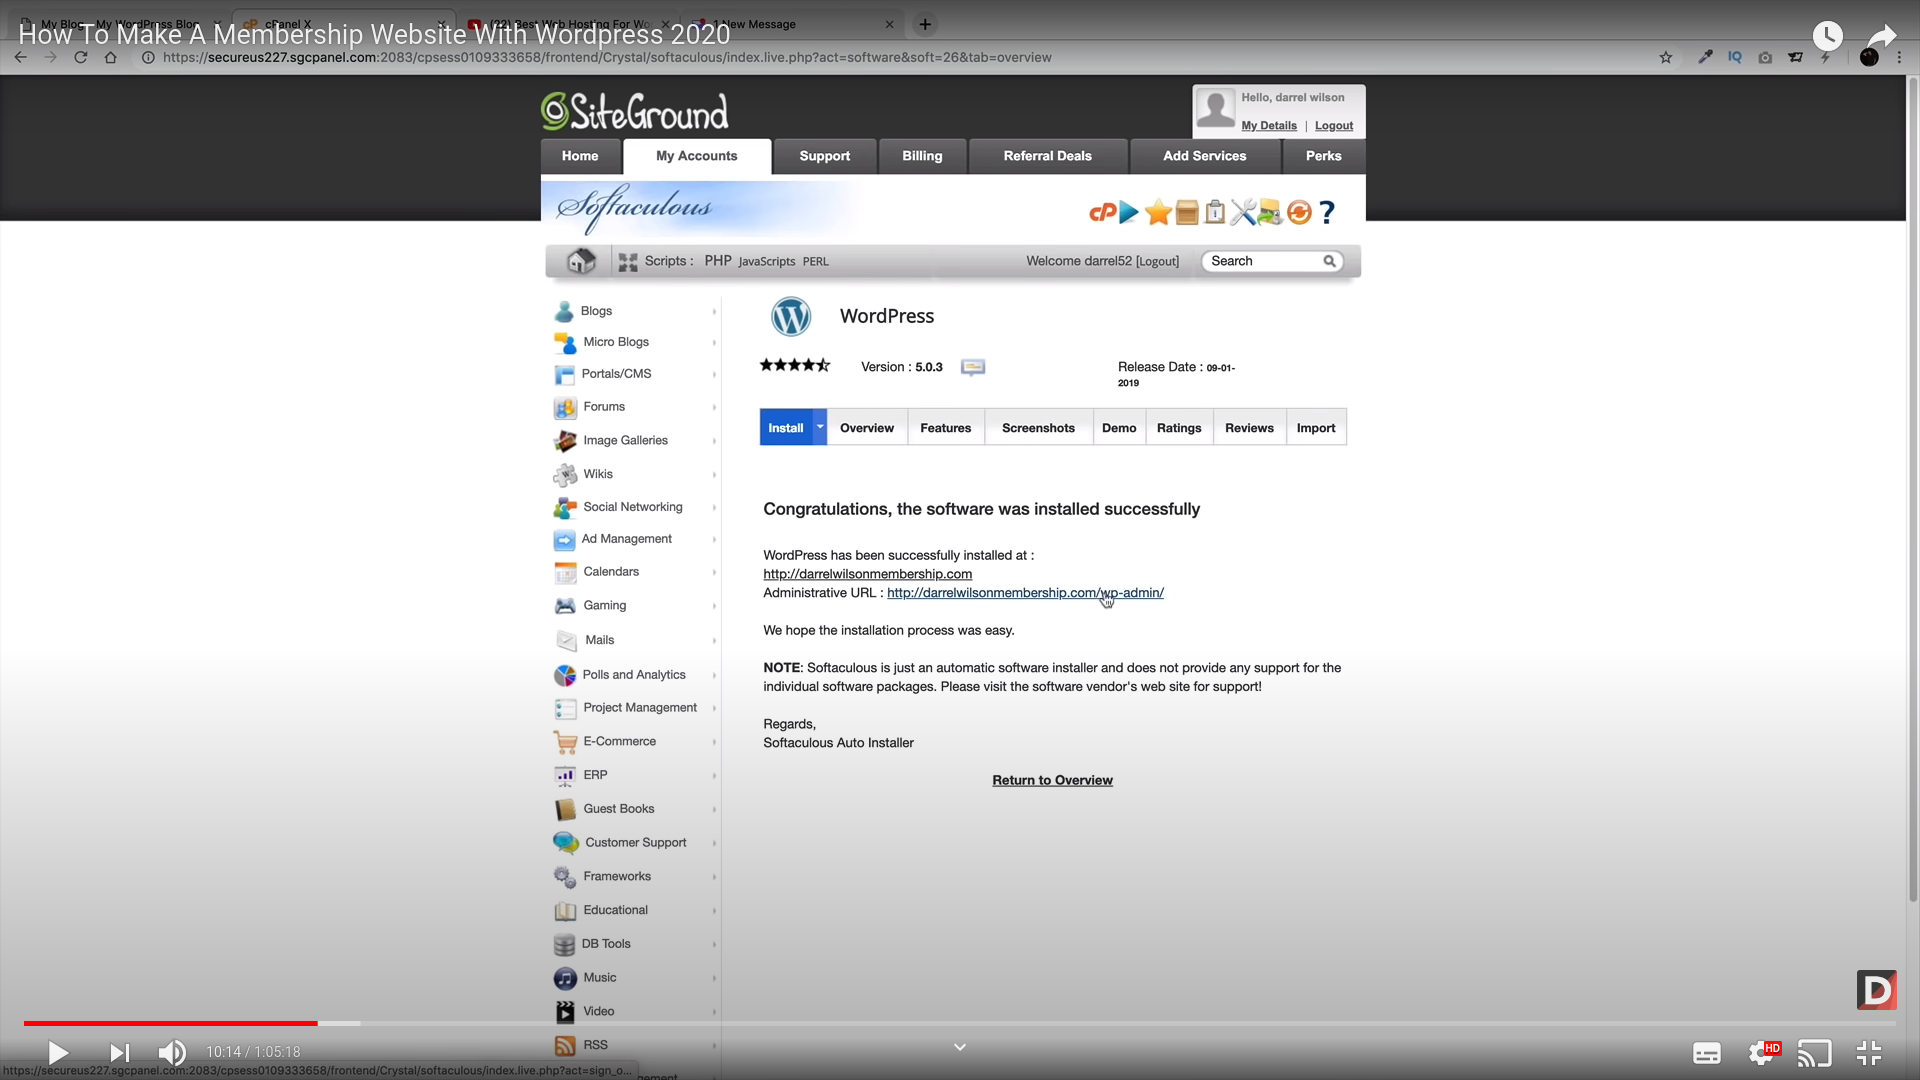 My Blog – My WordPress Blog
cPanel X
(22) Best Web Hosting For Wo
1 New Message
How To Make A Membership Website With Wordpress 2020
https://secureus227.sgcpanel.com:2083/cpsess0109333658/frontend/Crystal/softaculous/index.live.php?act=software&soft=26&tab=overview
IQ
SiteGround
Hello, darrel wilson
My Details | Logout
Home My Accounts Support Billing Referral Deals Add Services Perks
Softaculous
cP
?
Scripts : PHP JavaScripts PERL
Welcome darrel52 [Logout]
Search
Blogs
Micro Blogs
Portals/CMS
Forums
Image Galleries
Wikis
Social Networking
Ad Management
Calendars
Gaming
Mails
Polls and Analytics
Project Management
E-Commerce
ERP
Guest Books
Customer Support
Frameworks
Educational
DB Tools
Music
Video
RSS
WordPress
Version : 5.0.3
Release Date : 09-01-
2019
Install Overview Features Screenshots Demo Ratings Reviews Import
Congratulations, the software was installed successfully
WordPress has been successfully installed at :
http://darrelwilsonmembership.com
Administrative URL : http://darrelwilsonmembership.com/wp-admin/
We hope the installation process was easy.
NOTE: Softaculous is just an automatic software installer and does not provide any support for the
individual software packages. Please visit the software vendor's web site for support!
Regards,
Softaculous Auto Installer
Return to Overview
D
10:14 / 1:05:18
HD
https://secureus227.sgcpanel.com:2083/cpsess0109333658/frontend/Crystal/softaculous/index.live.php?act=sign_o...